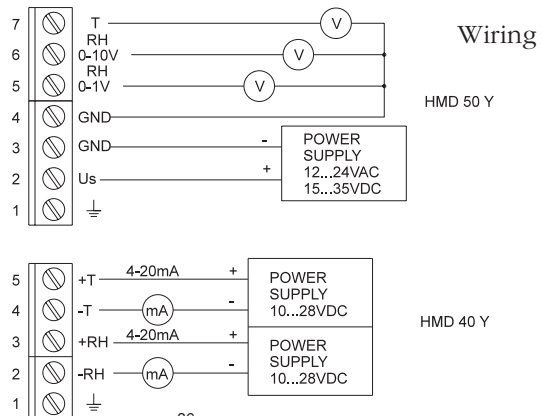 Wiring
7 T V
RH
6 0-10V V
RH
5 0-1V V
HMD 50 Y
4 GND
3 GND - POWER
SUPPLY
2 Us + 12...24VAC
15...35VDC
1
5 +T 4-20mA + POWER
SUPPLY
4 -T mA - 10...28VDC
HMD 40 Y
3 +RH 4-20mA + POWER
SUPPLY
2 -RH mA - 10...28VDC
1